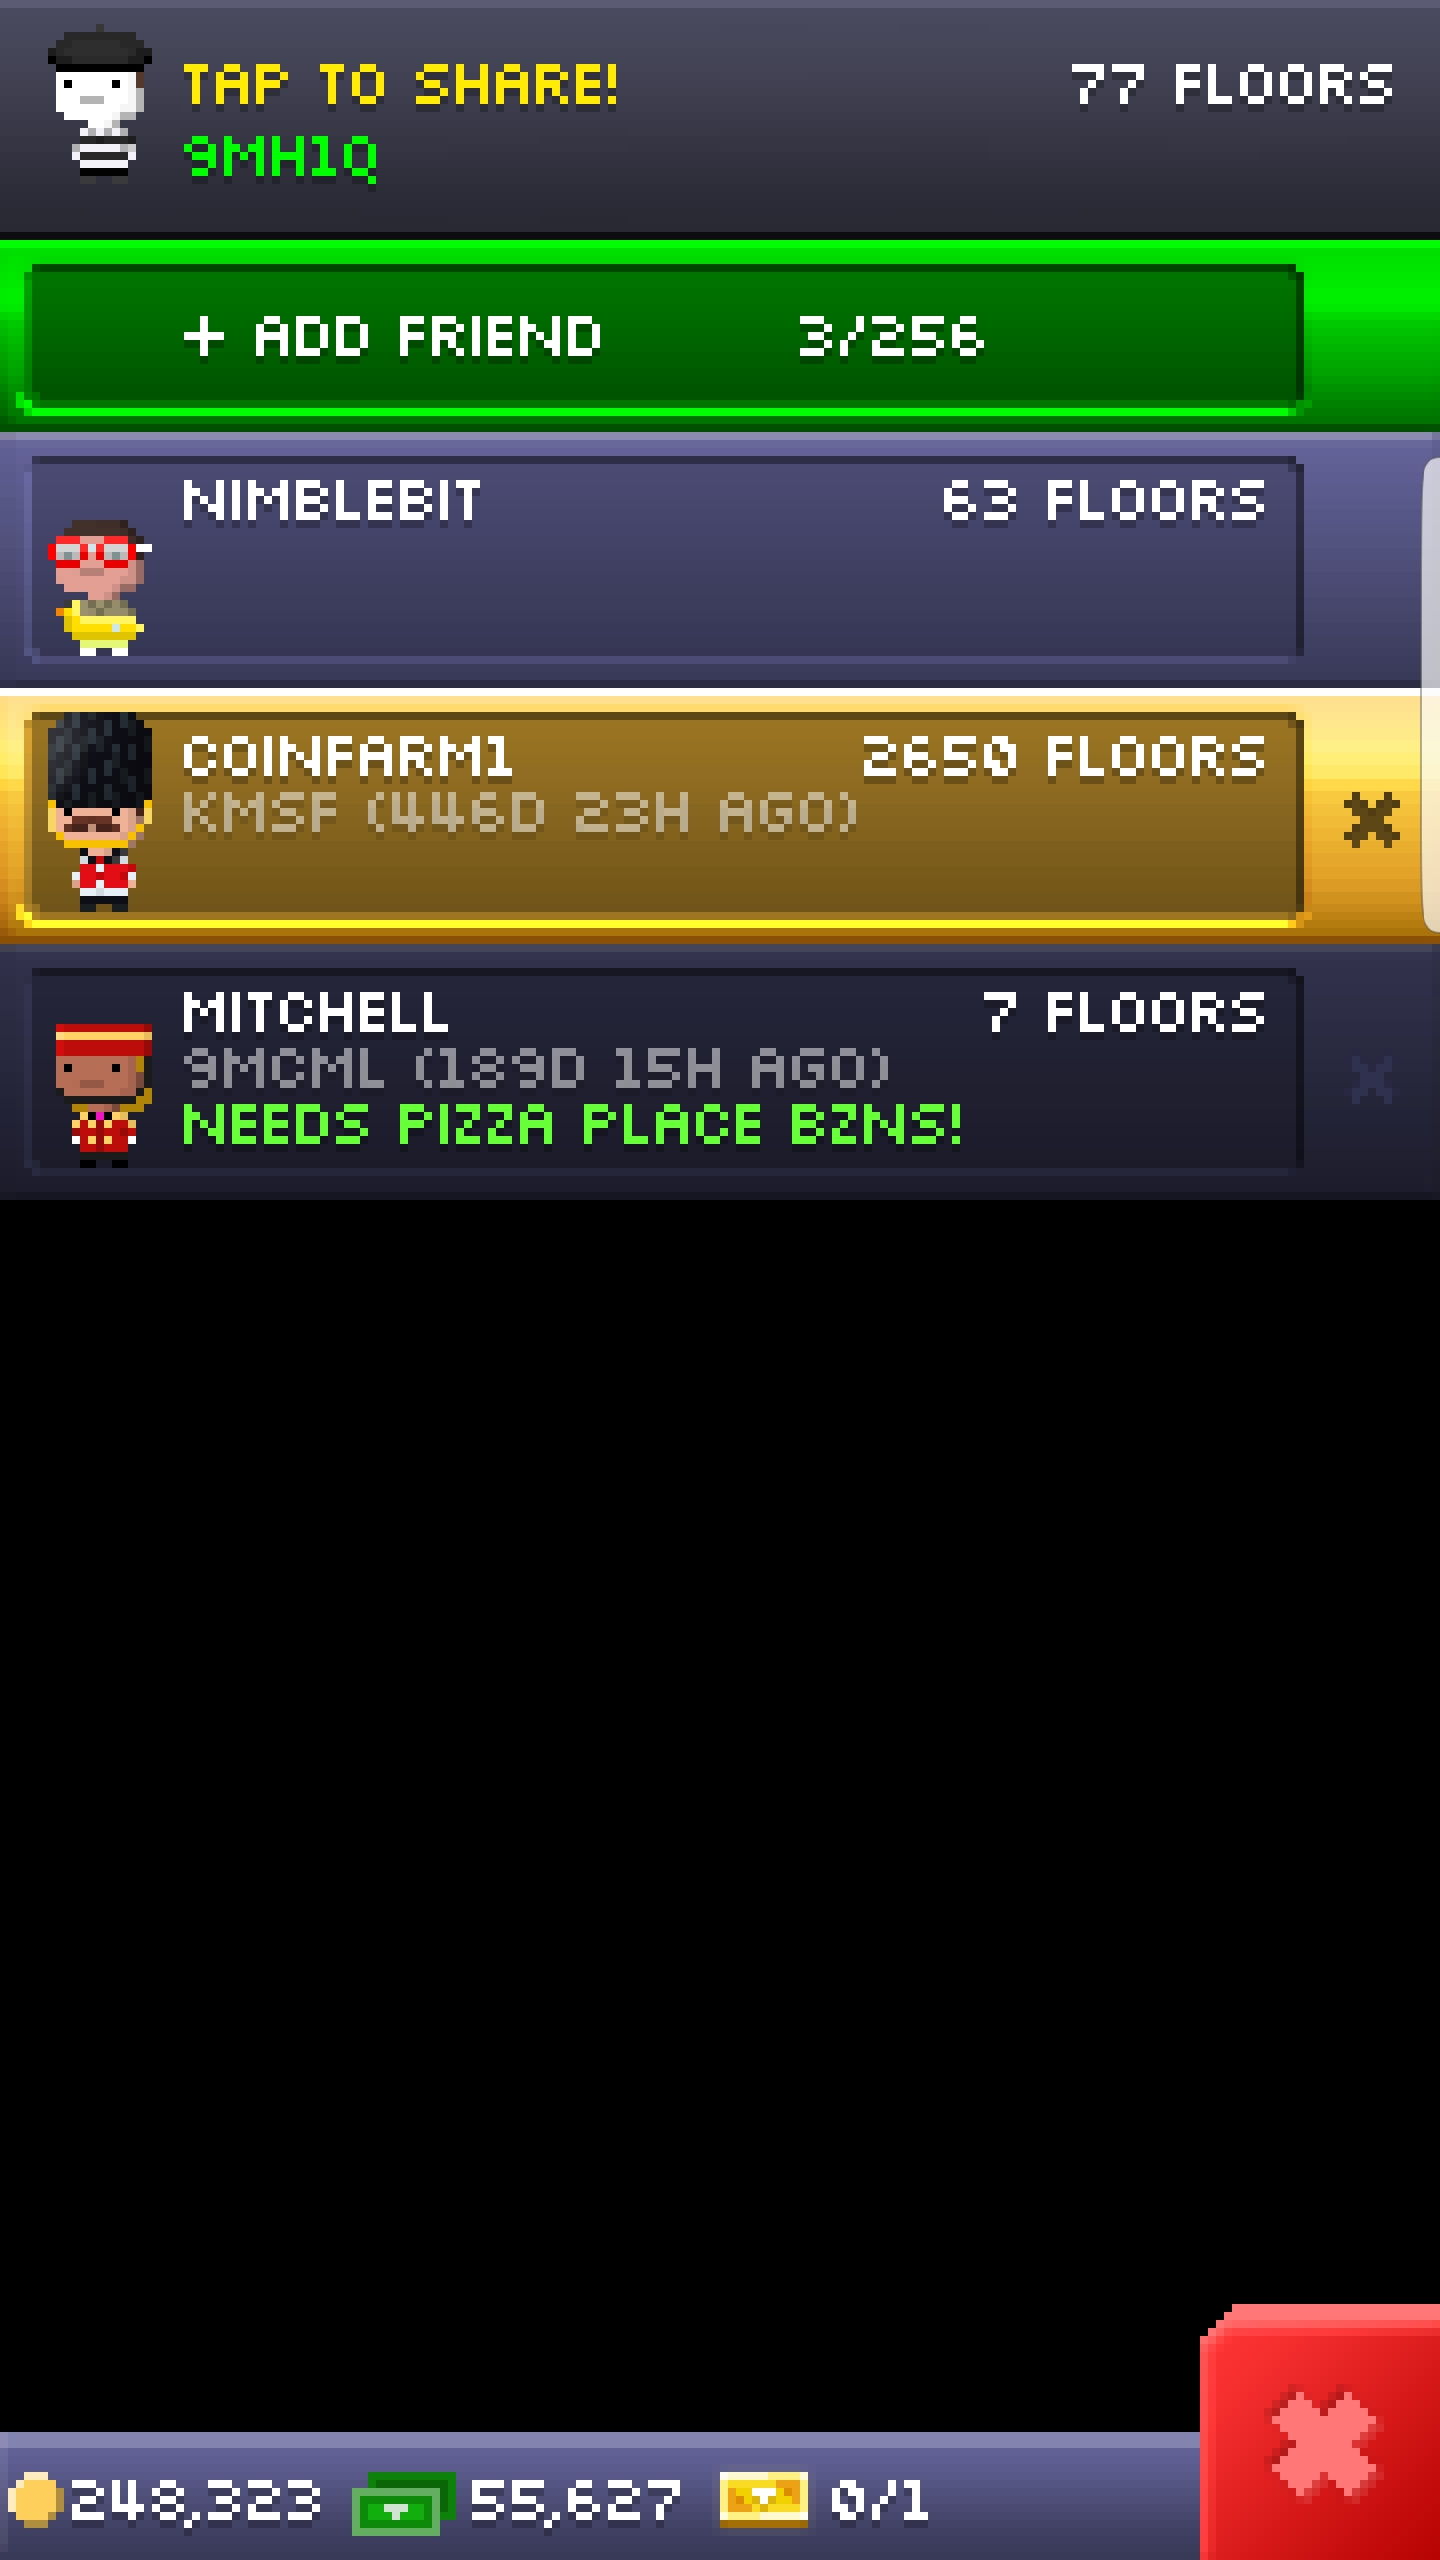 TAP TO SHARE! 77 FLOORS
9MH1Q
+ ADD FRIEND 3/256
NIMBLEBIT 63 FLOORS
COINFARM1 2650 FLOORS
KMSF (446D 23H AGO)
MITCHELL 7 FLOORS
9MCML (189D 15H AGO)
NEEDS PIZZA PLACE BZNS!
248,323 55,627 0/1